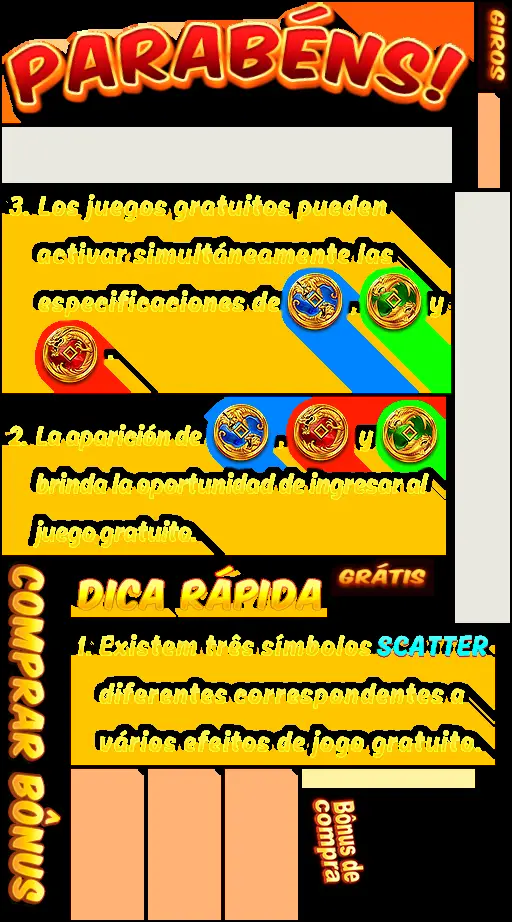 PARABÉNS!
GIROS
3. Los juegos gratuitos pueden
activar simultáneamente las
especificaciones de , y
.
2. La aparición de , y
brinda la oportunidad de ingresar al
juego gratuito.
COMPRAR BÔNUS
DICA RÁPIDA
GRÁTIS
1. Existem três símbolos SCATTER
diferentes correspondentes a
vários efeitos de jogo gratuito.
Bônus de
compra